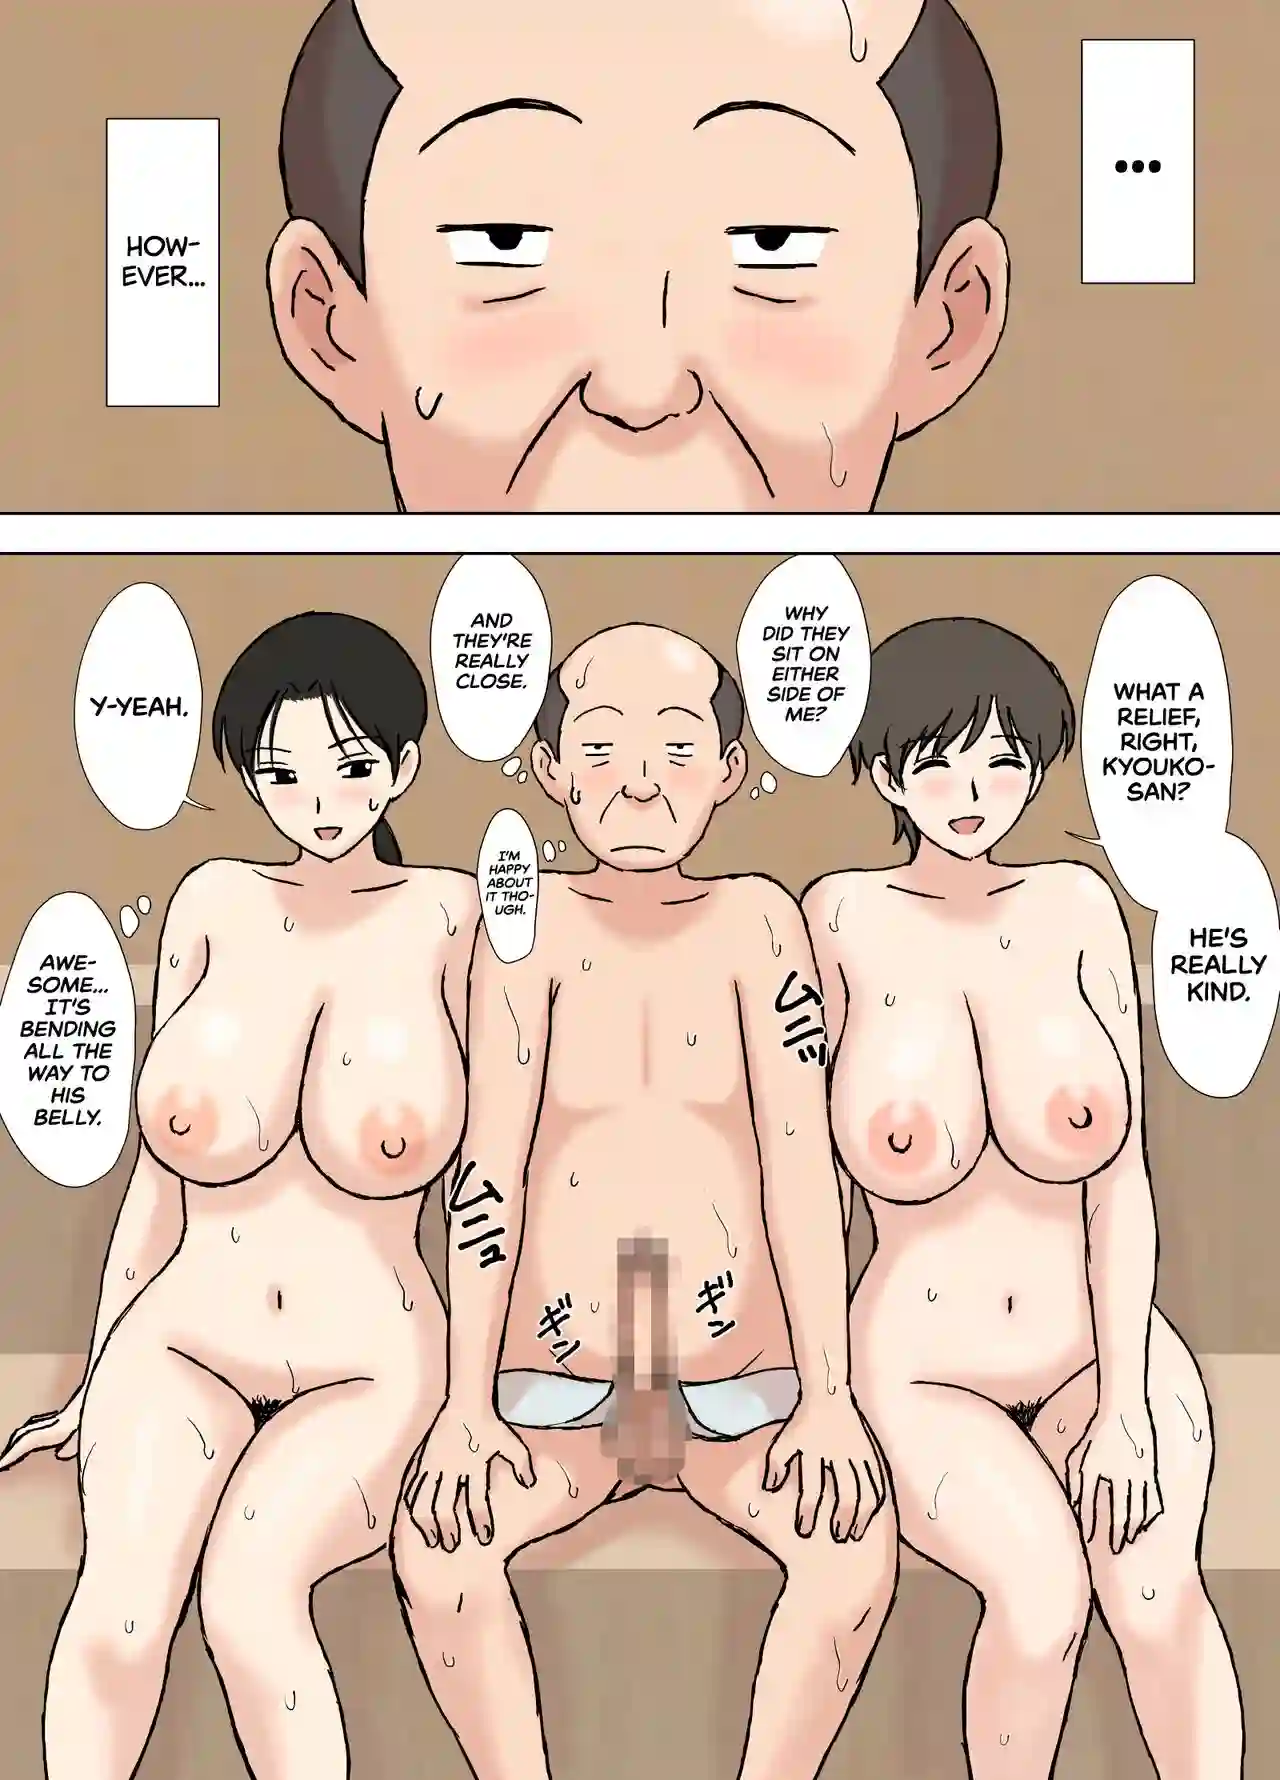 ...
HOW-
EVER...
WHAT A
RELIEF,
RIGHT,
KYOUKO-
SAN?
HE'S
REALLY
KIND.
WHY
DID THEY
SIT ON
EITHER
SIDE OF
ME?
AND
THEY'RE
REALLY
CLOSE.
I'M
HAPPY
ABOUT
IT THO-
UGH.
Y-YEAH.
AWE-
SOME...
IT'S
BENDING
ALL THE
WAY TO
HIS
BELLY.
ムニッ
ムニュ
ギン
ギン